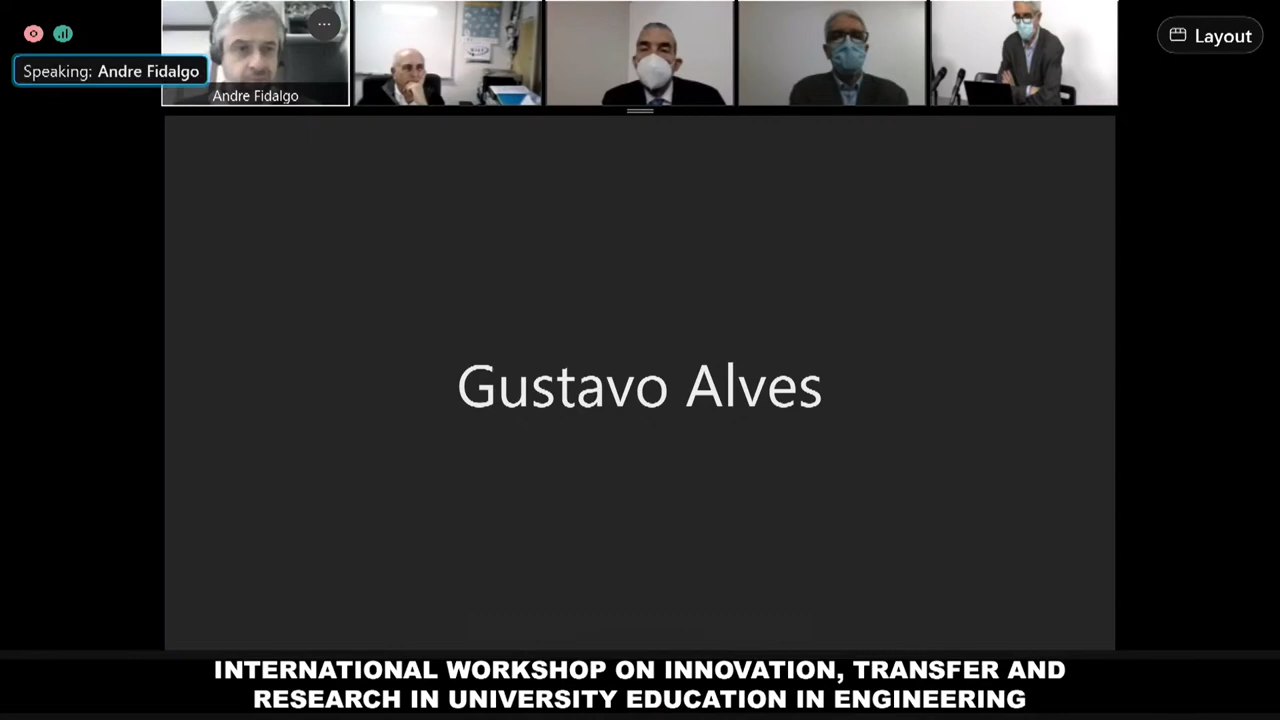 Speaking: Andre Fidalgo
Andre Fidalgo
Layout
Gustavo Alves
INTERNATIONAL WORKSHOP ON INNOVATION, TRANSFER AND
RESEARCH IN UNIVERSITY EDUCATION IN ENGINEERING